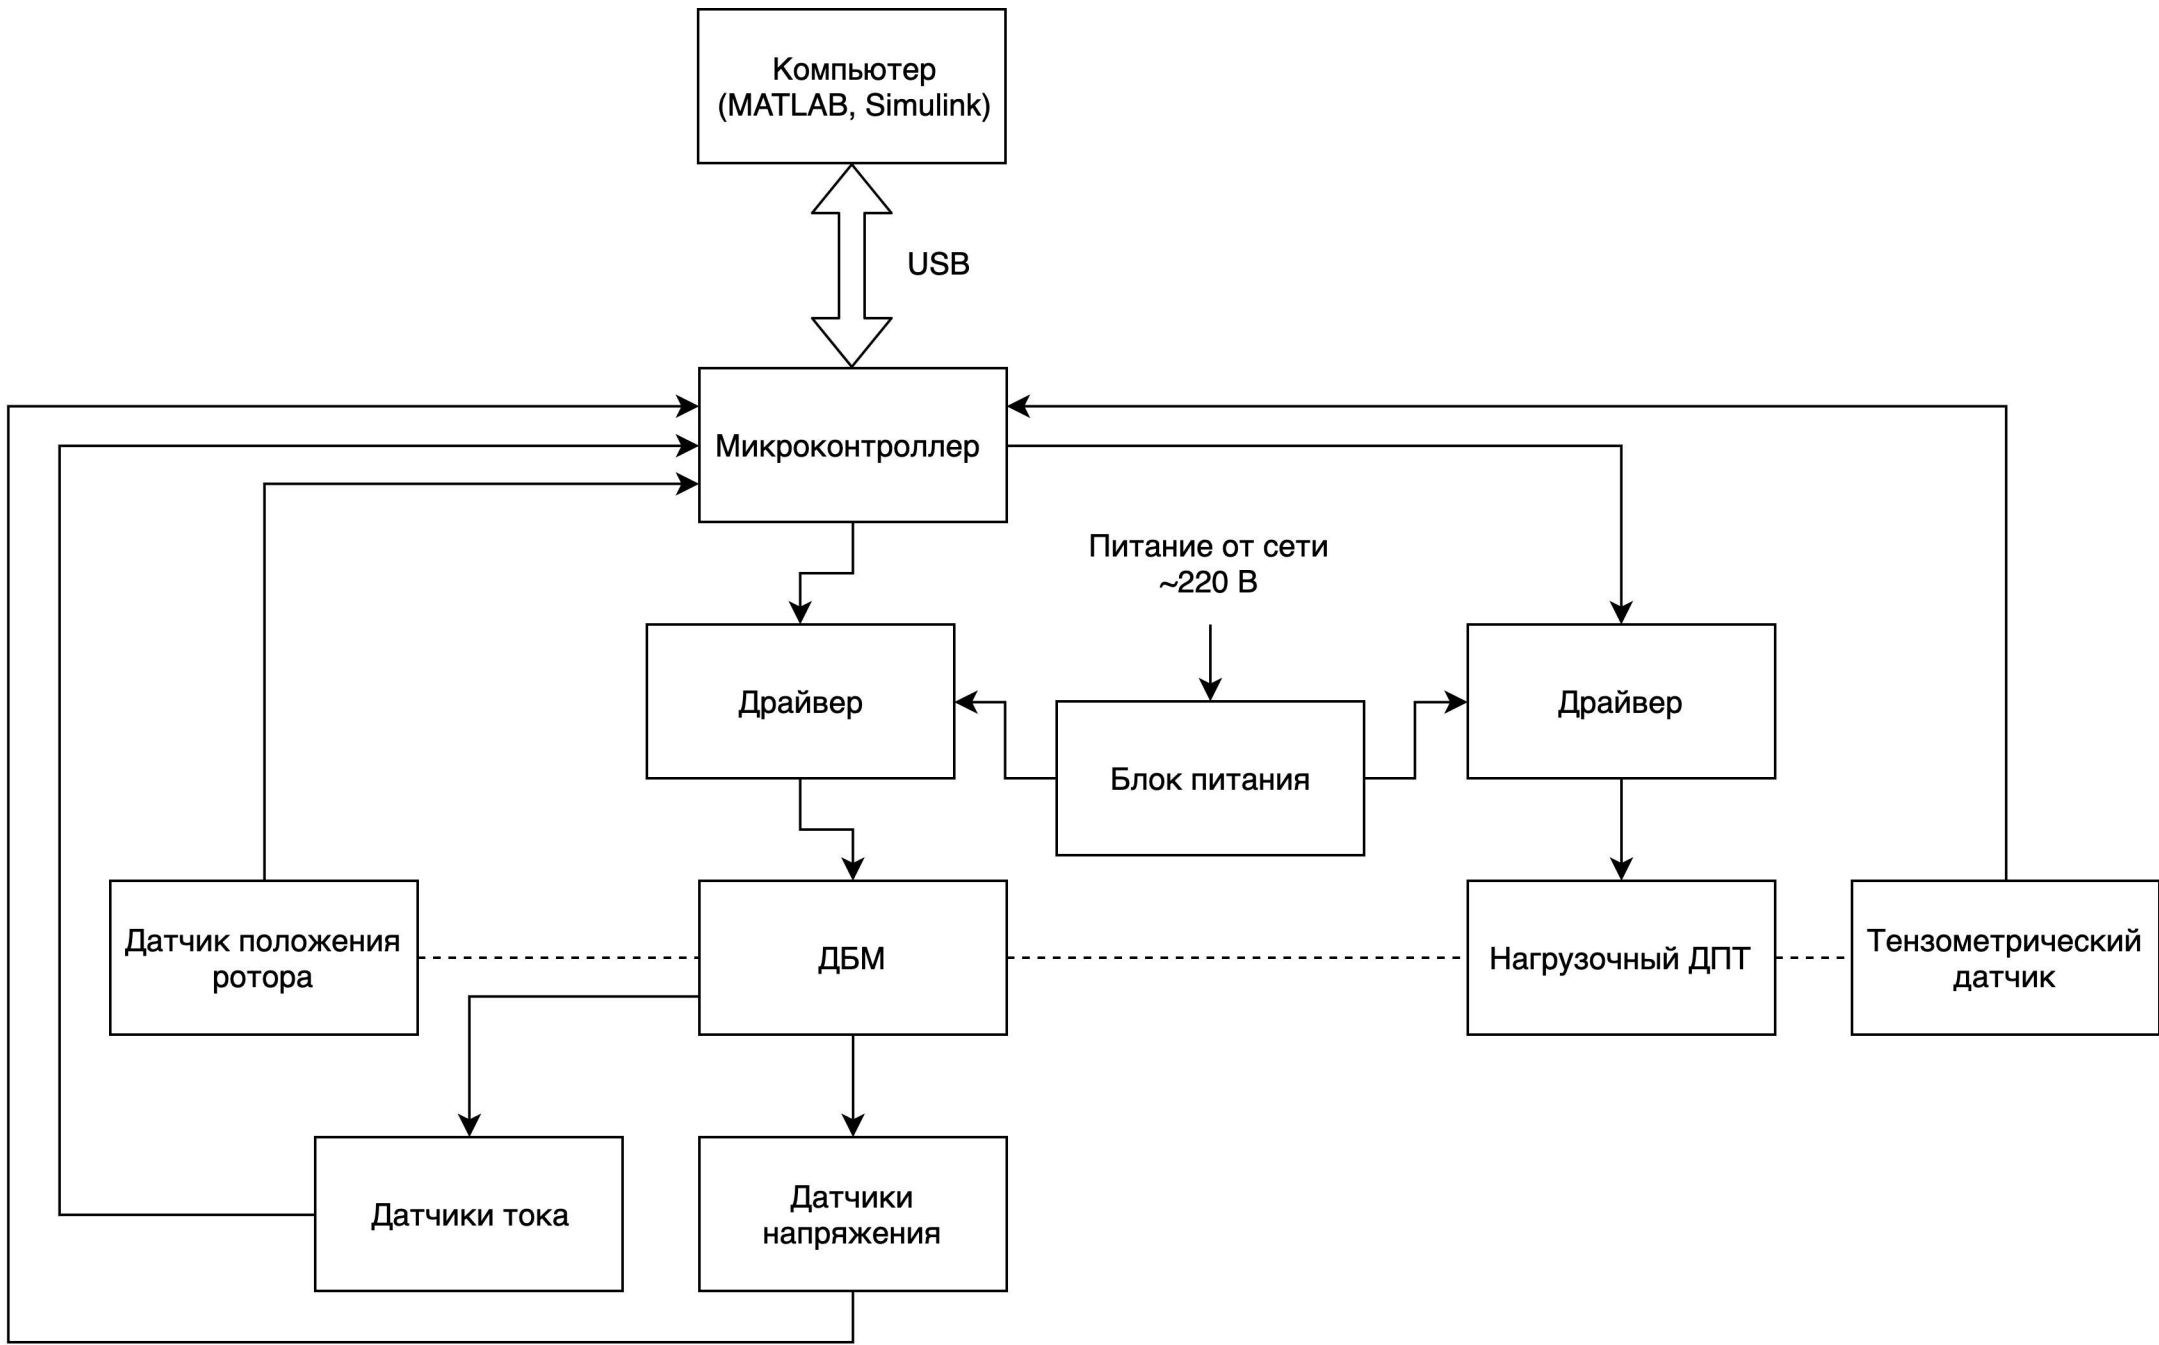 Компьютер
(MATLAB, Simulink)
USB
Микроконтроллер
Питание от сети
~220 В
Драйвер
Драйвер
Блок питания
Датчик положения
ротора
ДБМ
Нагрузочный ДПТ
Тензометрический
датчик
Датчики тока
Датчики
напряжения